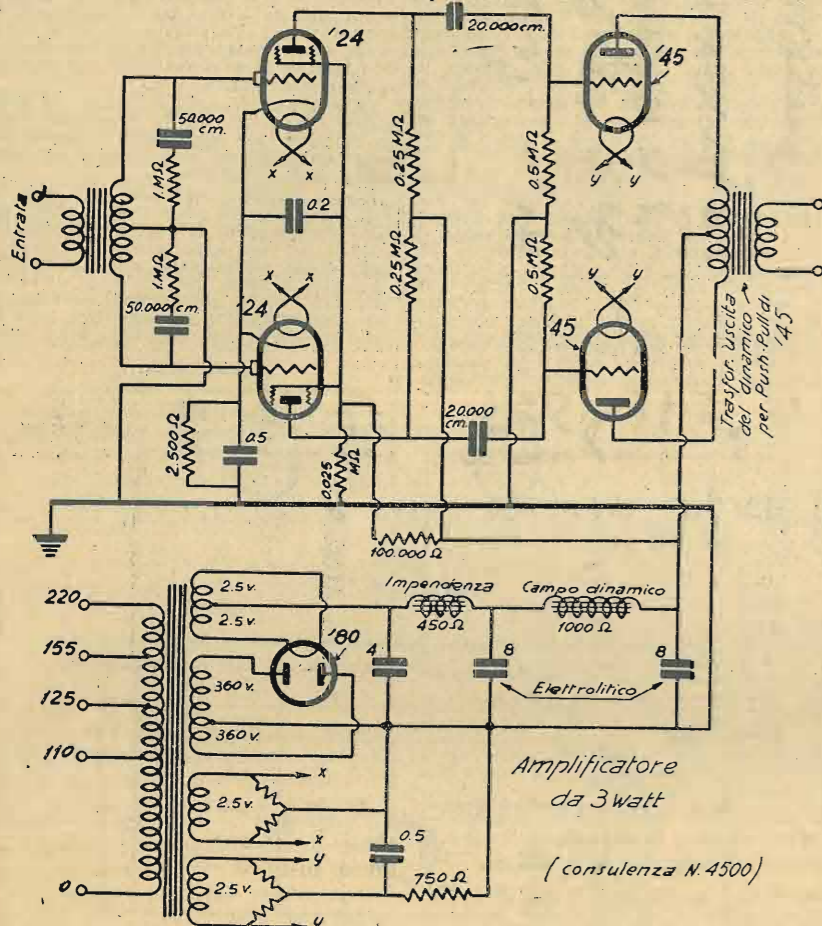 '24
20.000 cm.
'45
50.000
cm.
x x
y y
1. MΩ
0.25 MΩ
0.5 MΩ
Entrata
0.2
1 MΩ
0.25 MΩ
0.5 MΩ
x x
y y
50.000 cm.
'24
'45
Trasfor. uscita
del dinamico
per Push-Pull di
'45
20.000
cm.
2.500 Ω
0.5
0.025
MΩ
100.000 Ω
Impendenza
Campo dinamico
2.5 v.
450 Ω
1000 Ω
220
2.5 v.
'80
155
4
8
8
360 v.
Elettrolitico
125
360 v.
110
x
Amplificatore
da 3 watt
2.5 v.
x
0.5
y
(consulenza N. 4500)
750 Ω
0
2.5 v.
y